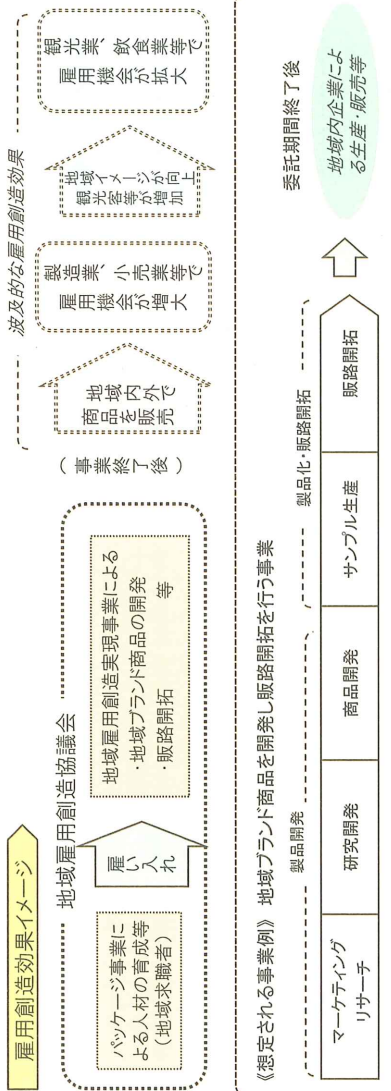 雇用創造効果イメージ
地域雇用創造協議会
パッケージ事業に
よる人材の育成等
(地域求職者)
雇い
入れ
地域雇用創造実現事業による
・地域ブランド商品の開発
・販路開拓
等
(事業終了後)
地域内外で
商品を販売
波及的な雇用創造効果
製造業、小売業等で
雇用機会が増大
地域イメージが向上
観光客等が増加
観光業、飲食業等で
雇用機会が拡大
《想定される事業例》 地域ブランド商品を開発し販路開拓を行う事業
製品開発
製品化・販路開拓
委託期間終了後
マーケティング
リサーチ
研究開発
商品開発
サンプル生産
販路開拓
地域内企業によ
る生産・販売等